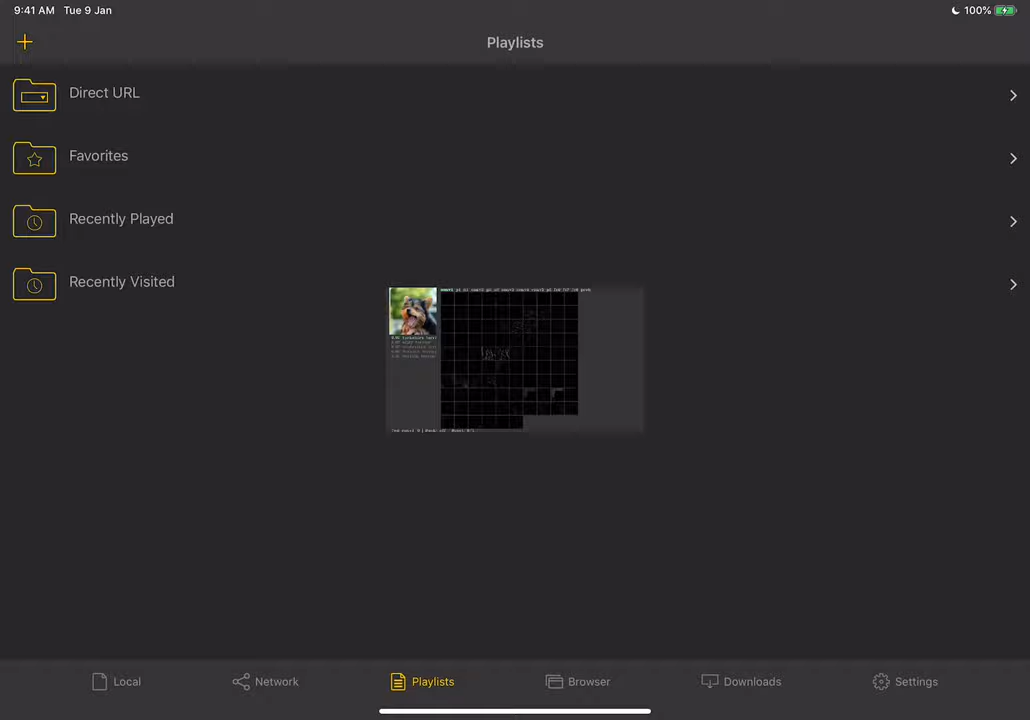 9:41 AM Tue 9 Jan
100%
Playlists
Direct URL
Favorites
Recently Played
Recently Visited
Local
Network
Playlists
Browser
Downloads
Settings